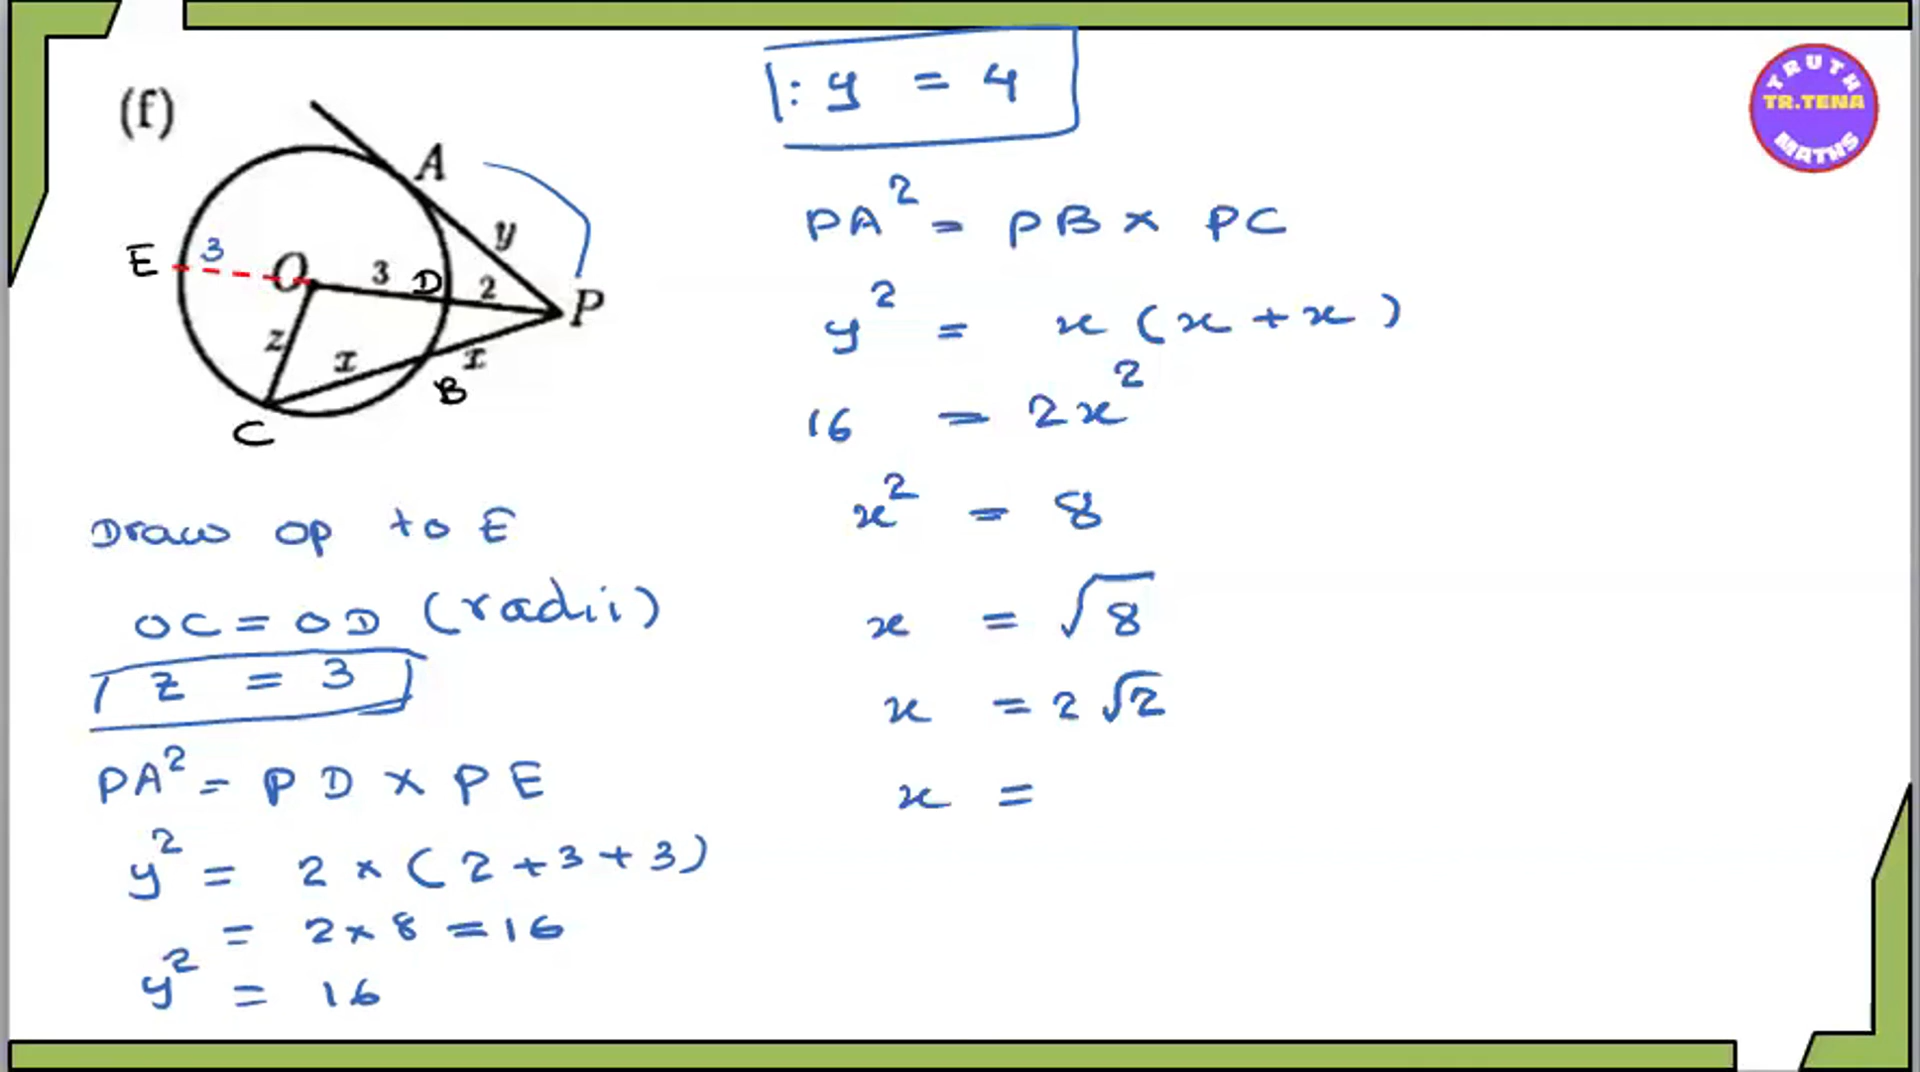 (f)
A
y
E
3
O
3
D
2
P
z
x
x
B
C
Draw OP to E
OC = OD (radii)
z = 3
PA² = PD × PE
y² = 2 × (2 + 3 + 3)
= 2 × 8 = 16
y² = 16
∴ y = 4
PA² = PB × PC
y² = x (x + x)
16 = 2x²
x² = 8
x = √8
x = 2√2
x =
TRUTH
TR.TENA
MATHS